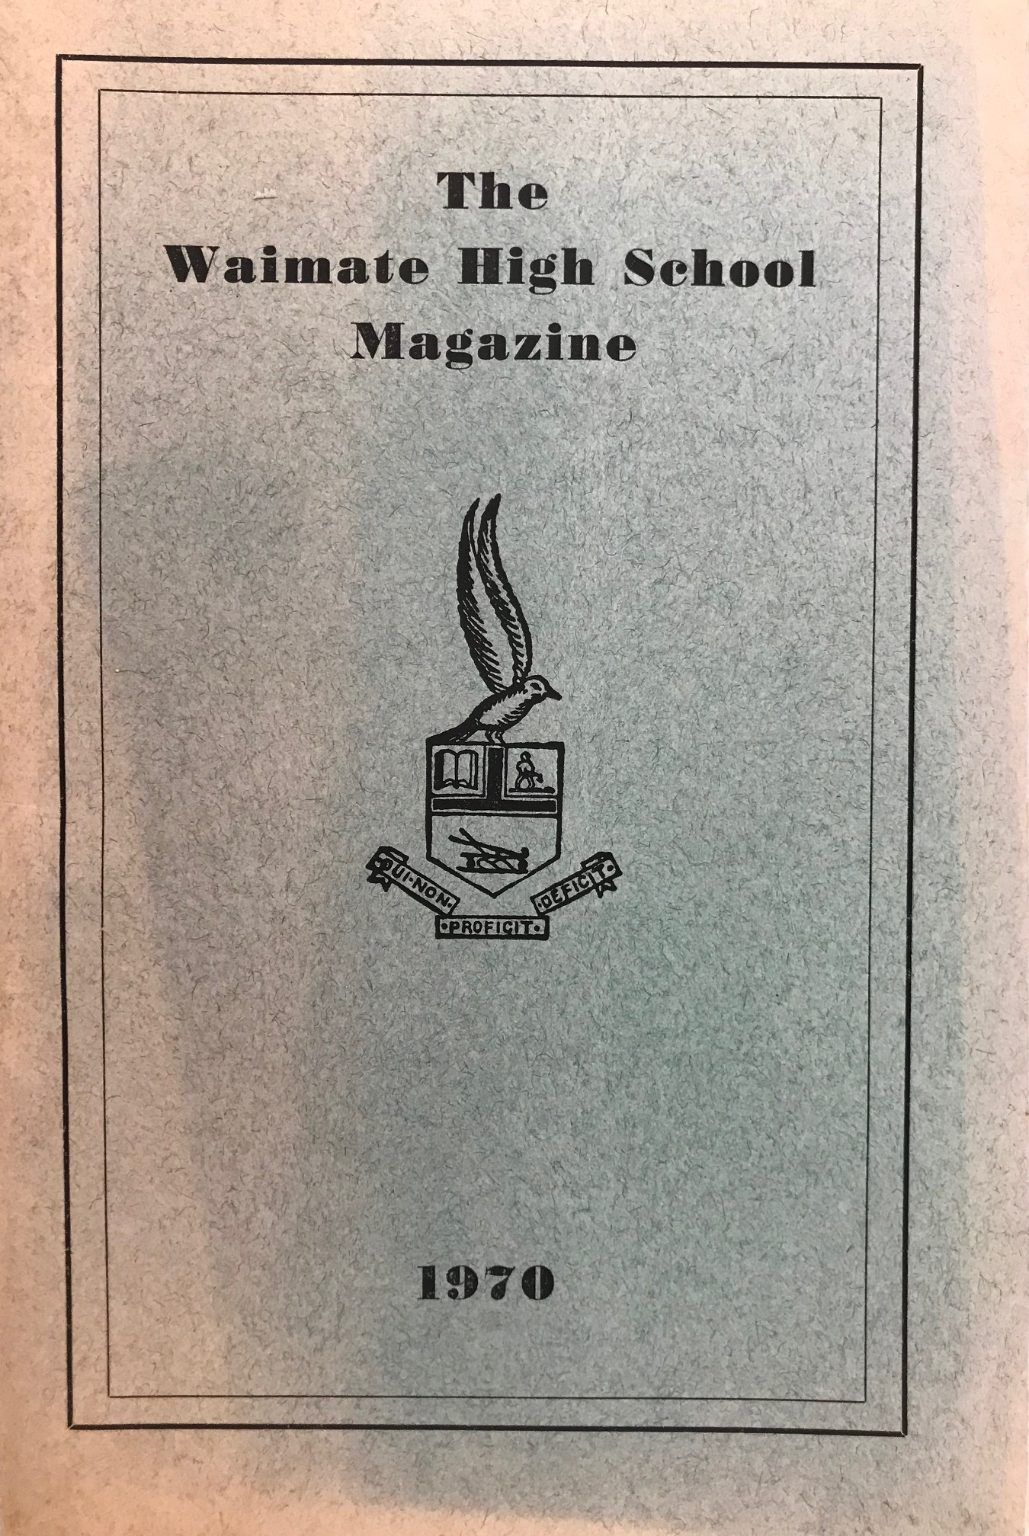 The
Waimate High School
Magazine
QUI·NON·
·PROFICIT·
·DEFICIT·
1970